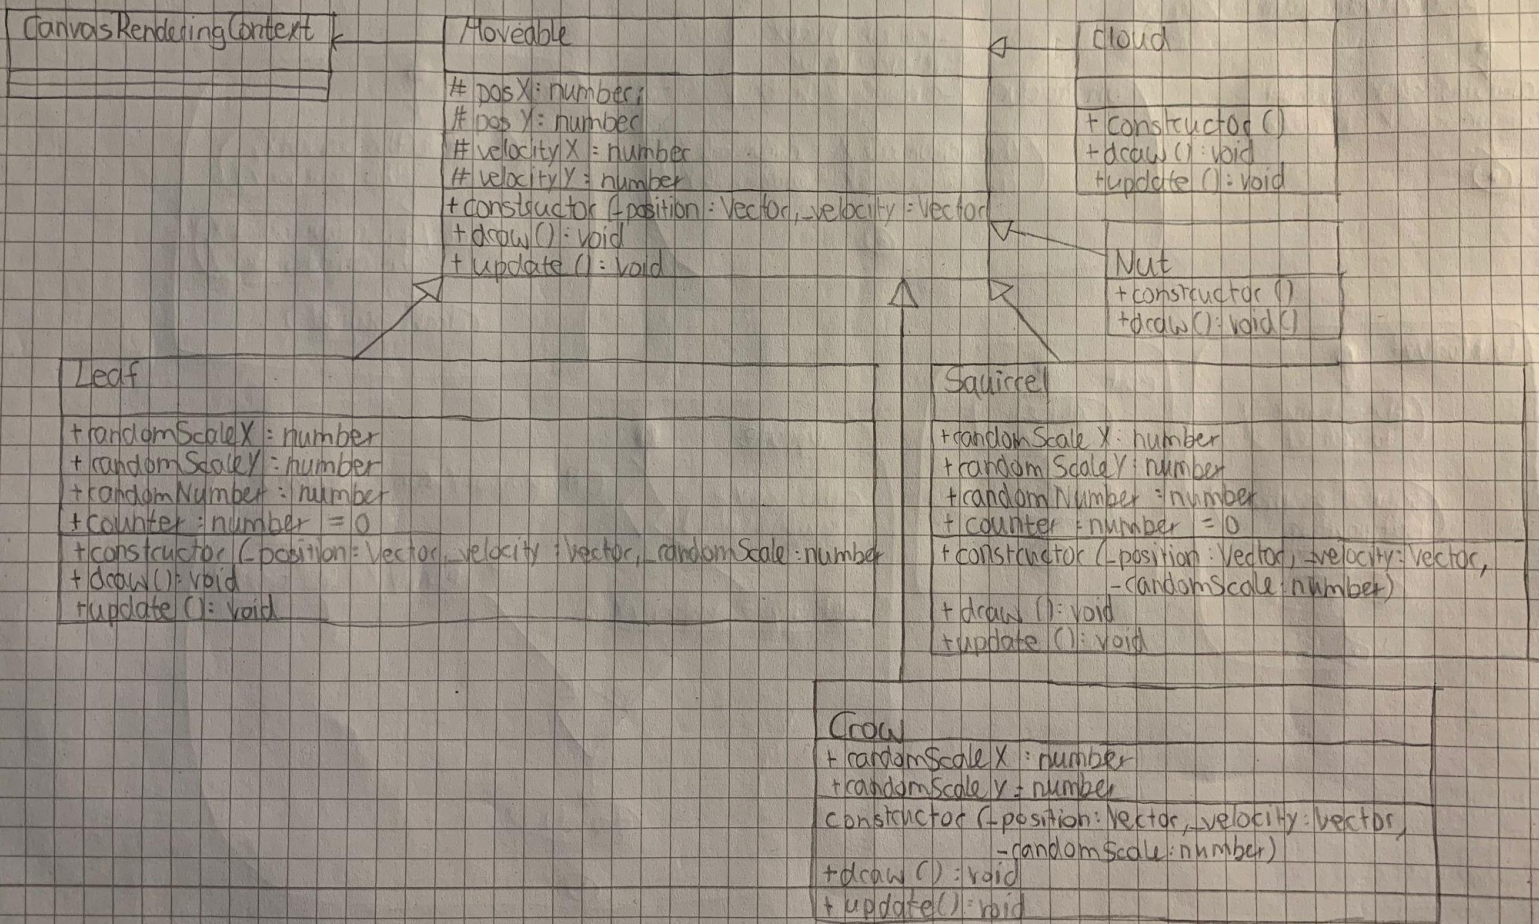 CanvasRenderingContext
Moveable
# posX: number;
# posY: number
# velocityX: number
# velocityY: number
+constructor(_position: Vector, _velocity: Vector
+draw(): void
+update(): void
Cloud
+constructor()
+draw(): void
+update(): void
Nut
+constructor()
+draw(): void()
Leaf
+randomScaleX: number
+randomScaleY: number
+randomNumber: number
+counter: number = 0
+constructor(_position: Vector, _velocity: Vector, _randomScale: number
+draw(): void
+update(): void
Squirrel
+randomScaleX: number
+randomScaleY: number
+randomNumber: number
+counter: number = 0
+constructor(_position: Vector, _velocity: Vector,
_randomScale: number)
+draw(): void
+update(): void
Crow
+randomScaleX: number
+randomScaleY: number
constructor(_position: Vector, _velocity: Vector,
_randomScale: number)
+draw(): void
+update(): void